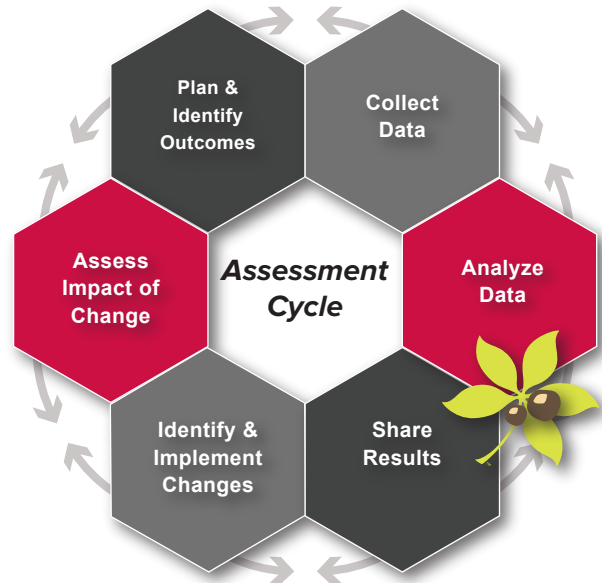 Plan &
Identify
Outcomes
Collect
Data
Assess
Impact of
Change
Assessment
Cycle
Analyze
Data
Identify &
Implement
Changes
Share
Results